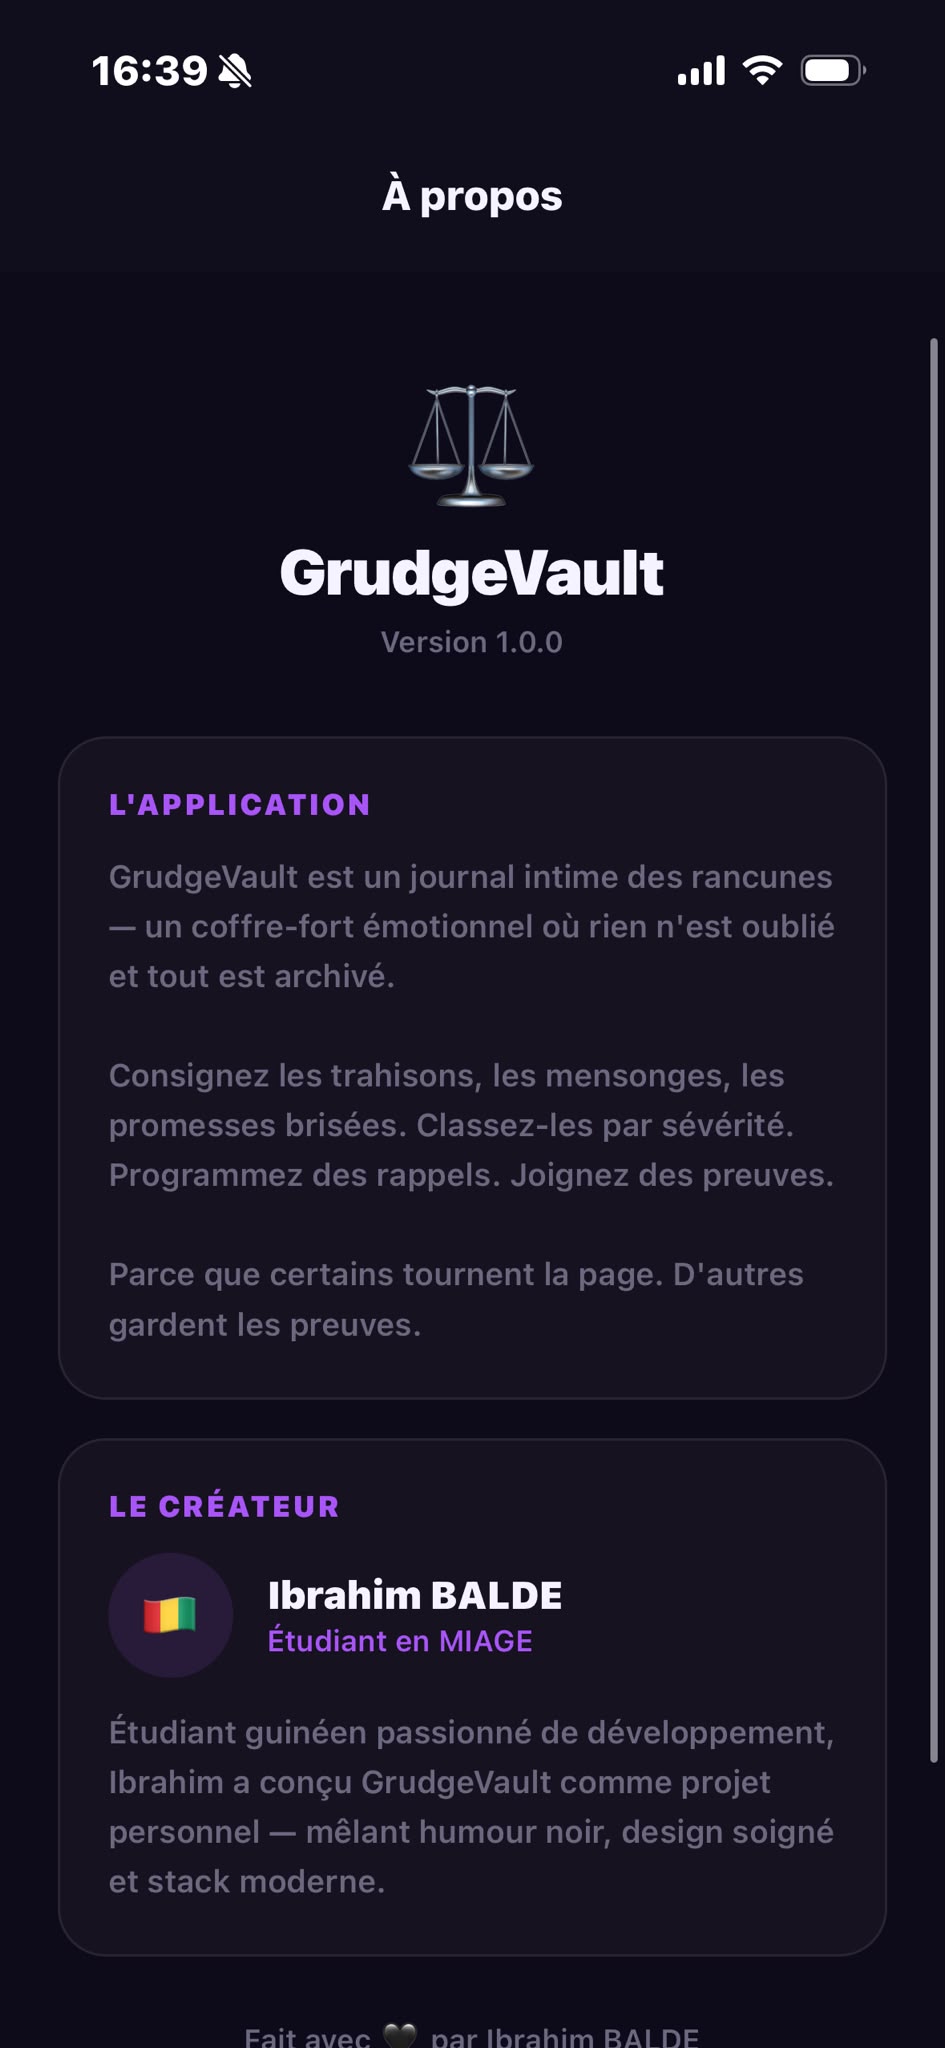 16:39
À propos
GrudgeVault
Version 1.0.0
L'APPLICATION
GrudgeVault est un journal intime des rancunes
— un coffre-fort émotionnel où rien n'est oublié
et tout est archivé.
Consignez les trahisons, les mensonges, les
promesses brisées. Classez-les par sévérité.
Programmez des rappels. Joignez des preuves.
Parce que certains tournent la page. D'autres
gardent les preuves.
LE CRÉATEUR
Ibrahim BALDE
Étudiant en MIAGE
Étudiant guinéen passionné de développement,
Ibrahim a conçu GrudgeVault comme projet
personnel — mêlant humour noir, design soigné
et stack moderne.
Fait avec 🖤 par Ibrahim BALDE